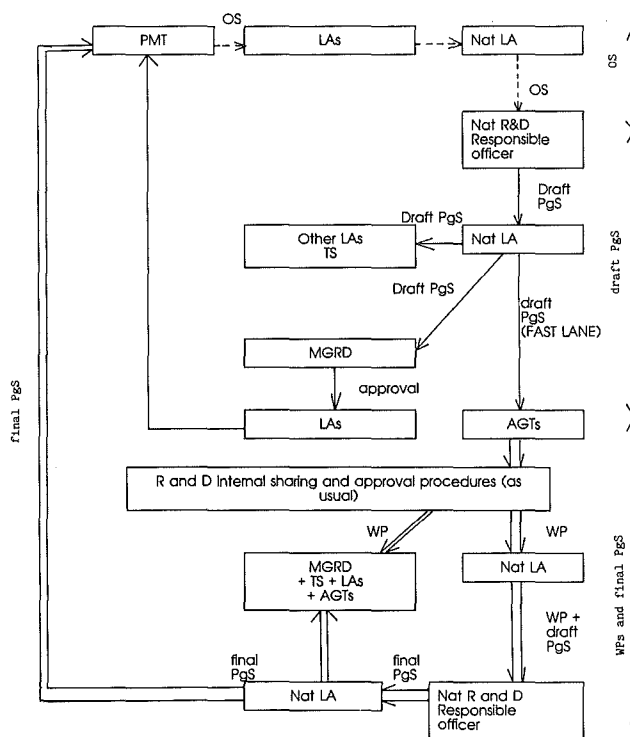 OS
PMT
LAs
Nat LA
OS
OS
Nat R&D
Responsible
officer
Draft
PgS
Draft PgS
Other LAs
TS
Nat LA
draft PgS
Draft PgS
draft
PgS
(FAST LANE)
MGRD
approval
final PgS
LAs
AGTs
R and D Internal sharing and approval procedures (as
usual)
WP
WP
MGRD
+ TS + LAs
+ AGTs
Nat LA
WPs and final PgS
WP +
draft
PgS
final
PgS
final
PgS
Nat LA
Nat R and D
Responsible
officer